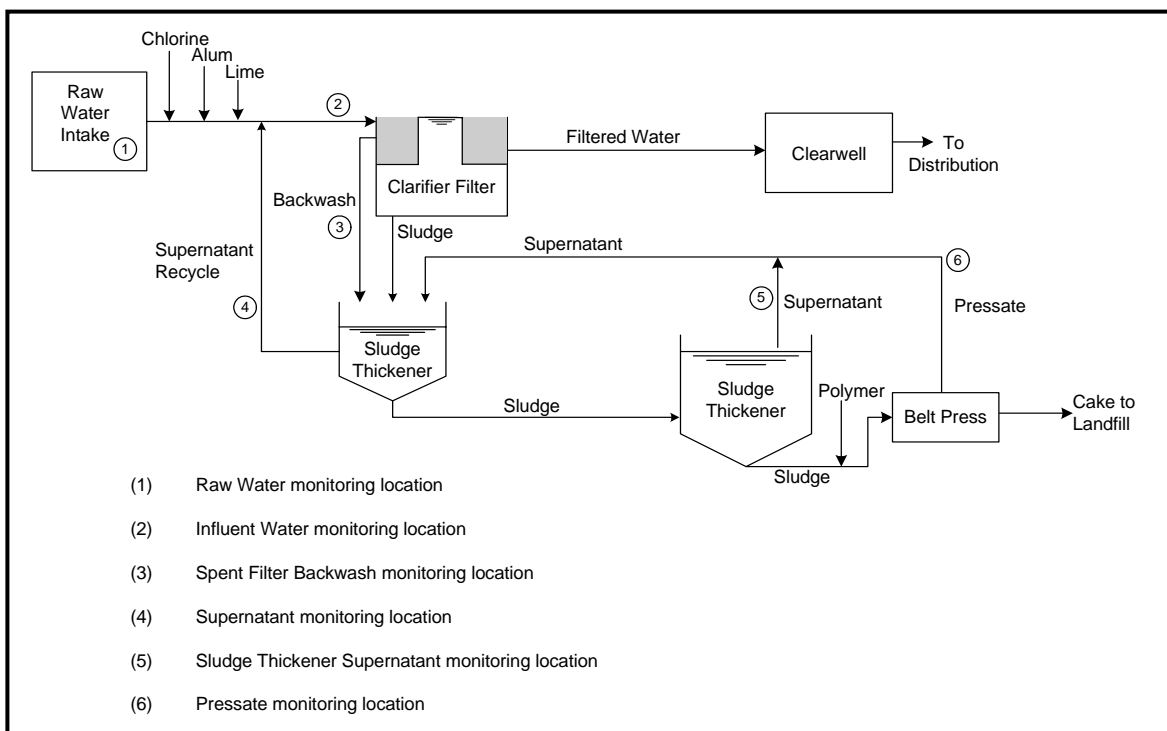 Chlorine
Alum
Lime
Raw
Water
Intake
1
2
Filtered Water
Clearwell
To
Distribution
Clarifier Filter
Backwash
3
Sludge
Supernatant
Supernatant
Recycle
4
5
Supernatant
6
Pressate
Sludge
Thickener
Sludge
Thickener
Sludge
Polymer
Belt Press
Cake to
Landfill
Sludge
(1) Raw Water monitoring location
(2) Influent Water monitoring location
(3) Spent Filter Backwash monitoring location
(4) Supernatant monitoring location
(5) Sludge Thickener Supernatant monitoring location
(6) Pressate monitoring location